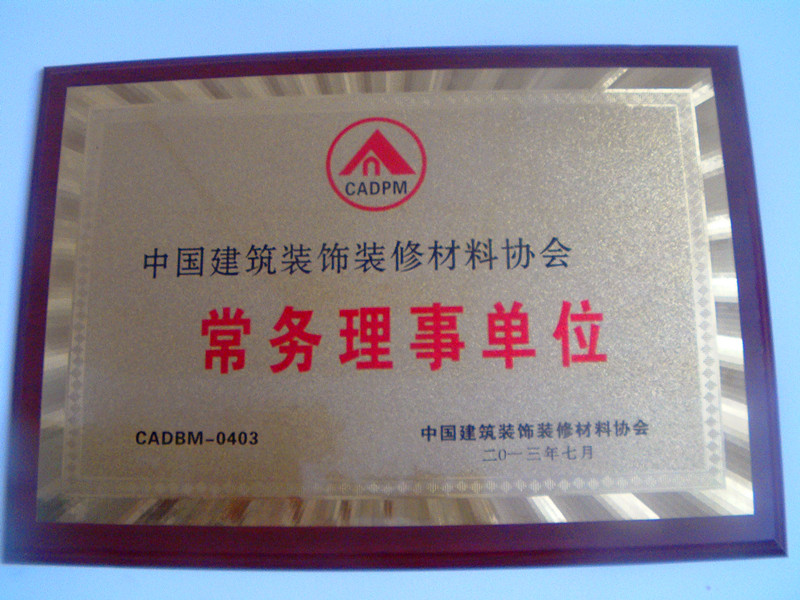 CADPM
中国建筑装饰装修材料协会
常务理事单位
CADBM-0403
中国建筑装饰装修材料协会
二0一三年七月